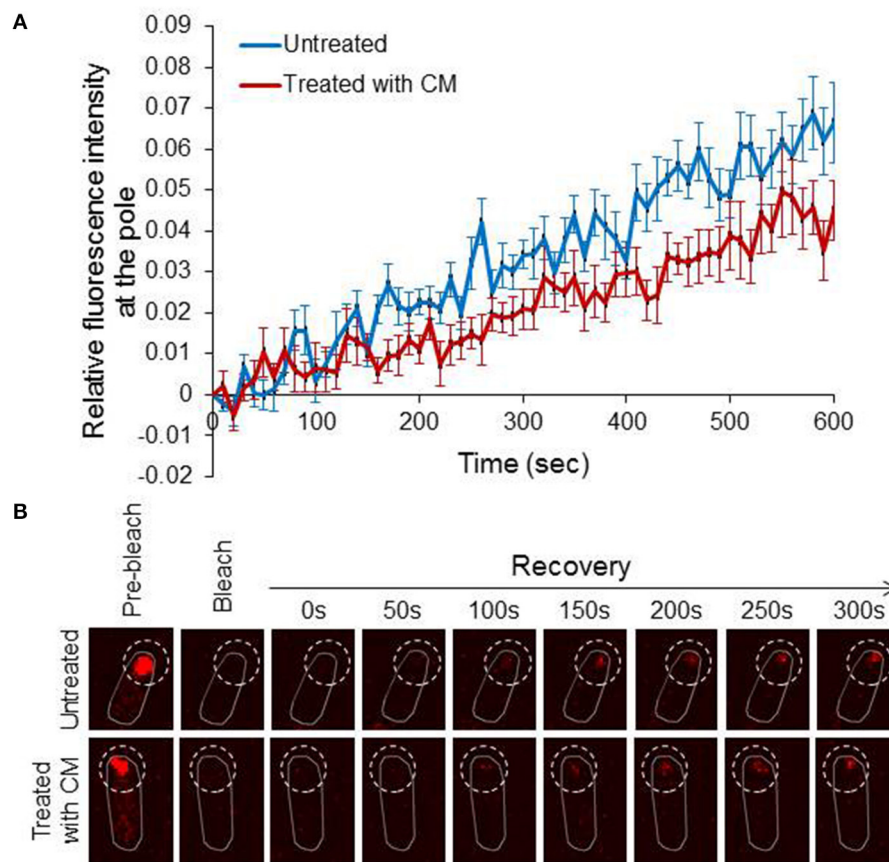 A
0.09
0.08
0.07
0.06
0.05
0.04
0.03
0.02
0.01
0
-0.01
-0.02
Relative fluorescence intensity
at the pole
Untreated
Treated with CM
0 100 200 300 400 500 600
Time (sec)
B
Pre-bleach
Bleach
Recovery
0s 50s 100s 150s 200s 250s 300s
Untreated
Treated
with CM